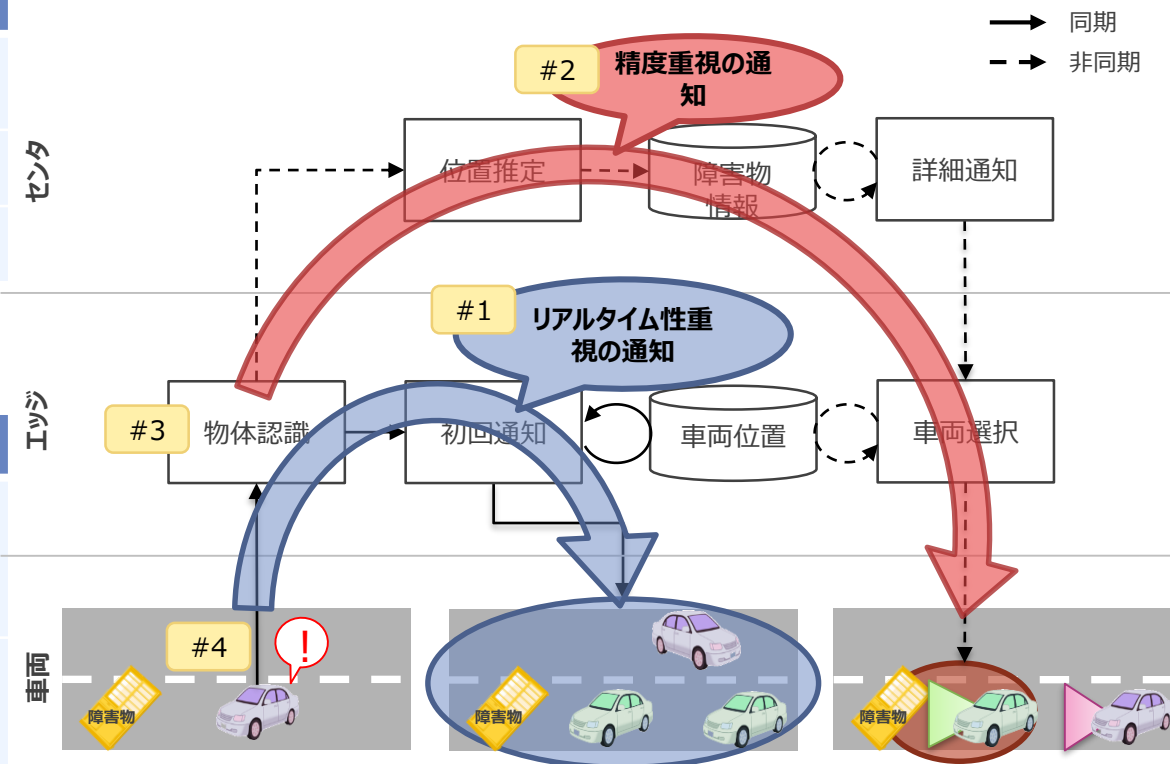 同期
非同期
#2
精度重視の通
知
センタ
位置推定
障害物
情報
詳細通知
#1
リアルタイム性重
視の通知
エッジ
#3
物体認識
初回通知
車両位置
車両選択
車両
#4
!
障害物
障害物
障害物